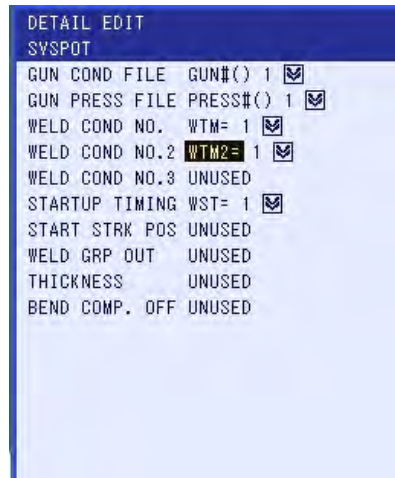 DETAIL EDIT
SVSPOT
GUN COND FILE GUN#() 1
GUN PRESS FILE PRESS#() 1
WELD COND NO. WTM= 1
WELD COND NO.2 WTM2= 1
WELD COND NO.3 UNUSED
STARTUP TIMING WST= 1
START STRK POS UNUSED
WELD GRP OUT UNUSED
THICKNESS UNUSED
BEND COMP. OFF UNUSED